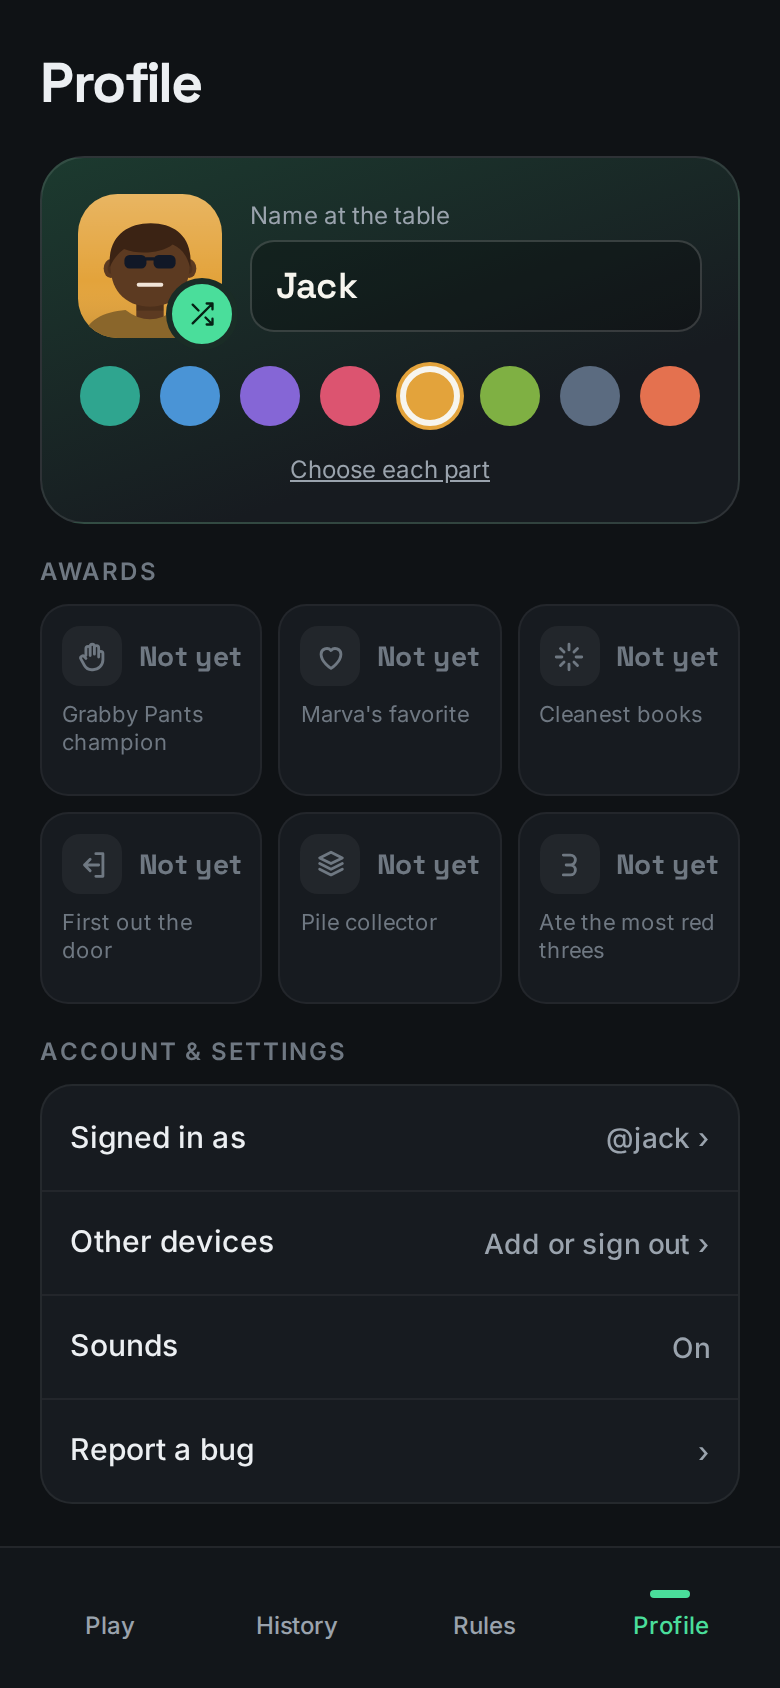 Profile
Name at the table
Jack
Choose each part
AWARDS
Not yet
Grabby Pants
champion
Not yet
Marva's favorite
Not yet
Cleanest books
Not yet
First out the
door
Not yet
Pile collector
3
Not yet
Ate the most red
threes
ACCOUNT & SETTINGS
Signed in as
@jack ›
Other devices
Add or sign out ›
Sounds
On
Report a bug
›
Play
History
Rules
Profile